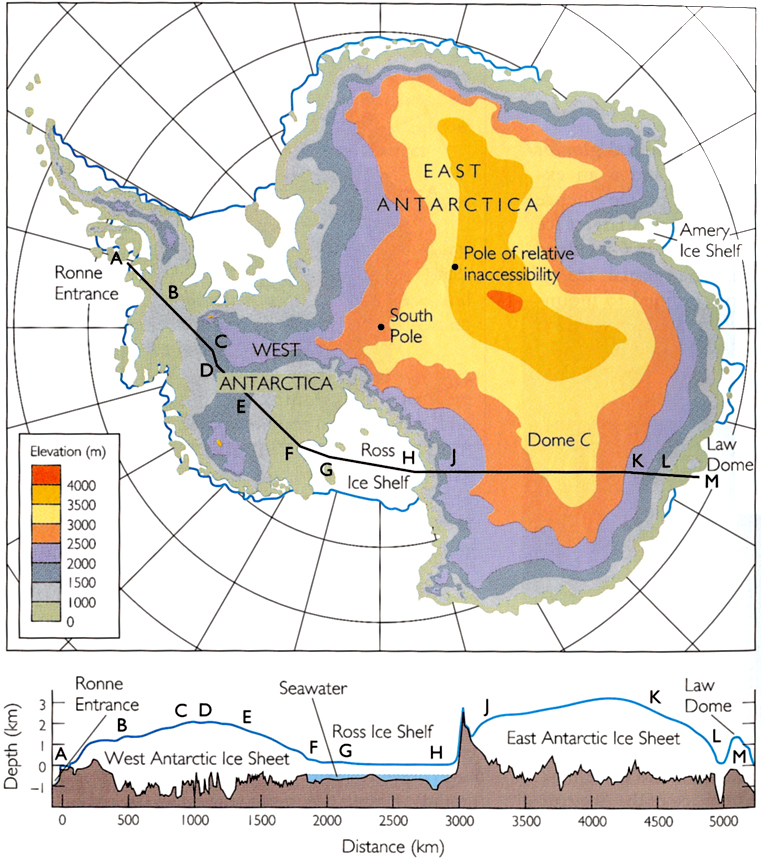 EAST
ANTARCTICA
Amery
Ice Shelf
Pole of relative
inaccessibility
A
Ronne
Entrance
B
South
Pole
C
WEST
D
ANTARCTICA
E
Dome C
F
G
Ross
Ice Shelf
H
J
K
L
Law
Dome
M
Elevation (m)
4000
3500
3000
2500
2000
1500
1000
0
Ronne
Entrance
Seawater
Law
Dome
Depth (km)
3
2
1
0
−1
A
B
C
D
E
F
G
H
J
K
L
M
West Antarctic Ice Sheet
Ross Ice Shelf
East Antarctic Ice Sheet
0
500
1000
1500
2000
2500
3000
3500
4000
4500
5000
Distance (km)